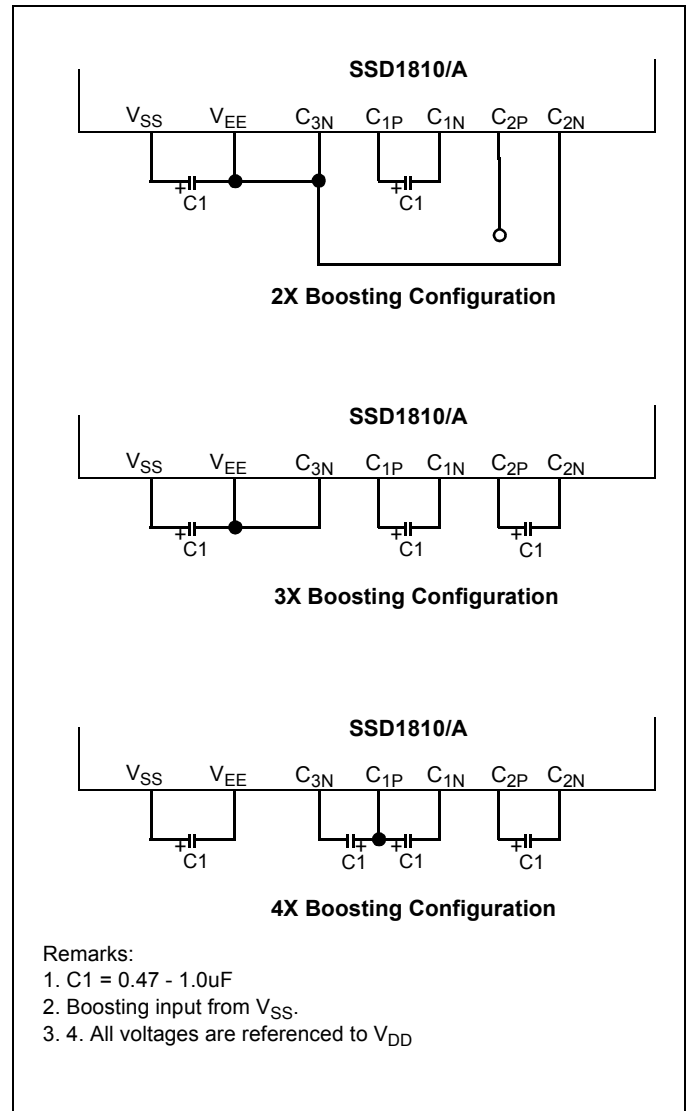 SSD1810/A
VSS VEE C3N C1P C1N C2P C2N
+ C1 + C1
2X Boosting Configuration
SSD1810/A
VSS VEE C3N C1P C1N C2P C2N
+ C1 + C1 + C1
3X Boosting Configuration
SSD1810/A
VSS VEE C3N C1P C1N C2P C2N
+ C1 C1 + + C1 + C1
4X Boosting Configuration
Remarks:
1. C1 = 0.47 - 1.0uF
2. Boosting input from VSS.
3. 4. All voltages are referenced to VDD